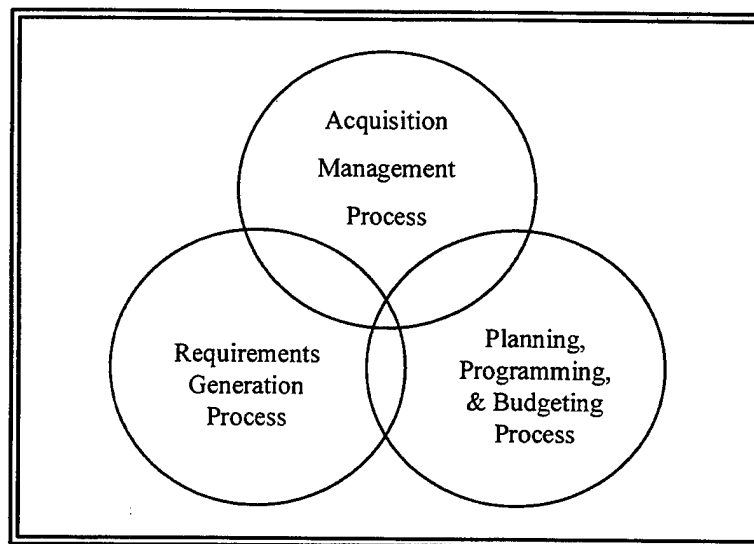 Acquisition
Management
Process
Requirements
Generation
Process
Planning,
Programming,
& Budgeting
Process